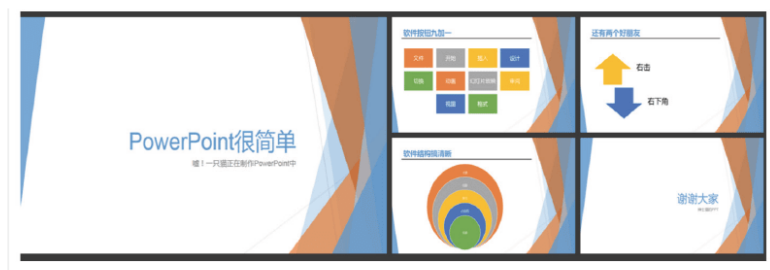 PowerPoint很简单
嘘！一只猫正在制作PowerPoint中
软件按钮九加一
文件 开始 插入 设计
切换 动画 幻灯片放映 审阅
视图 格式
还有两个好朋友
右击
右下角
软件结构挺清晰
谢谢大家